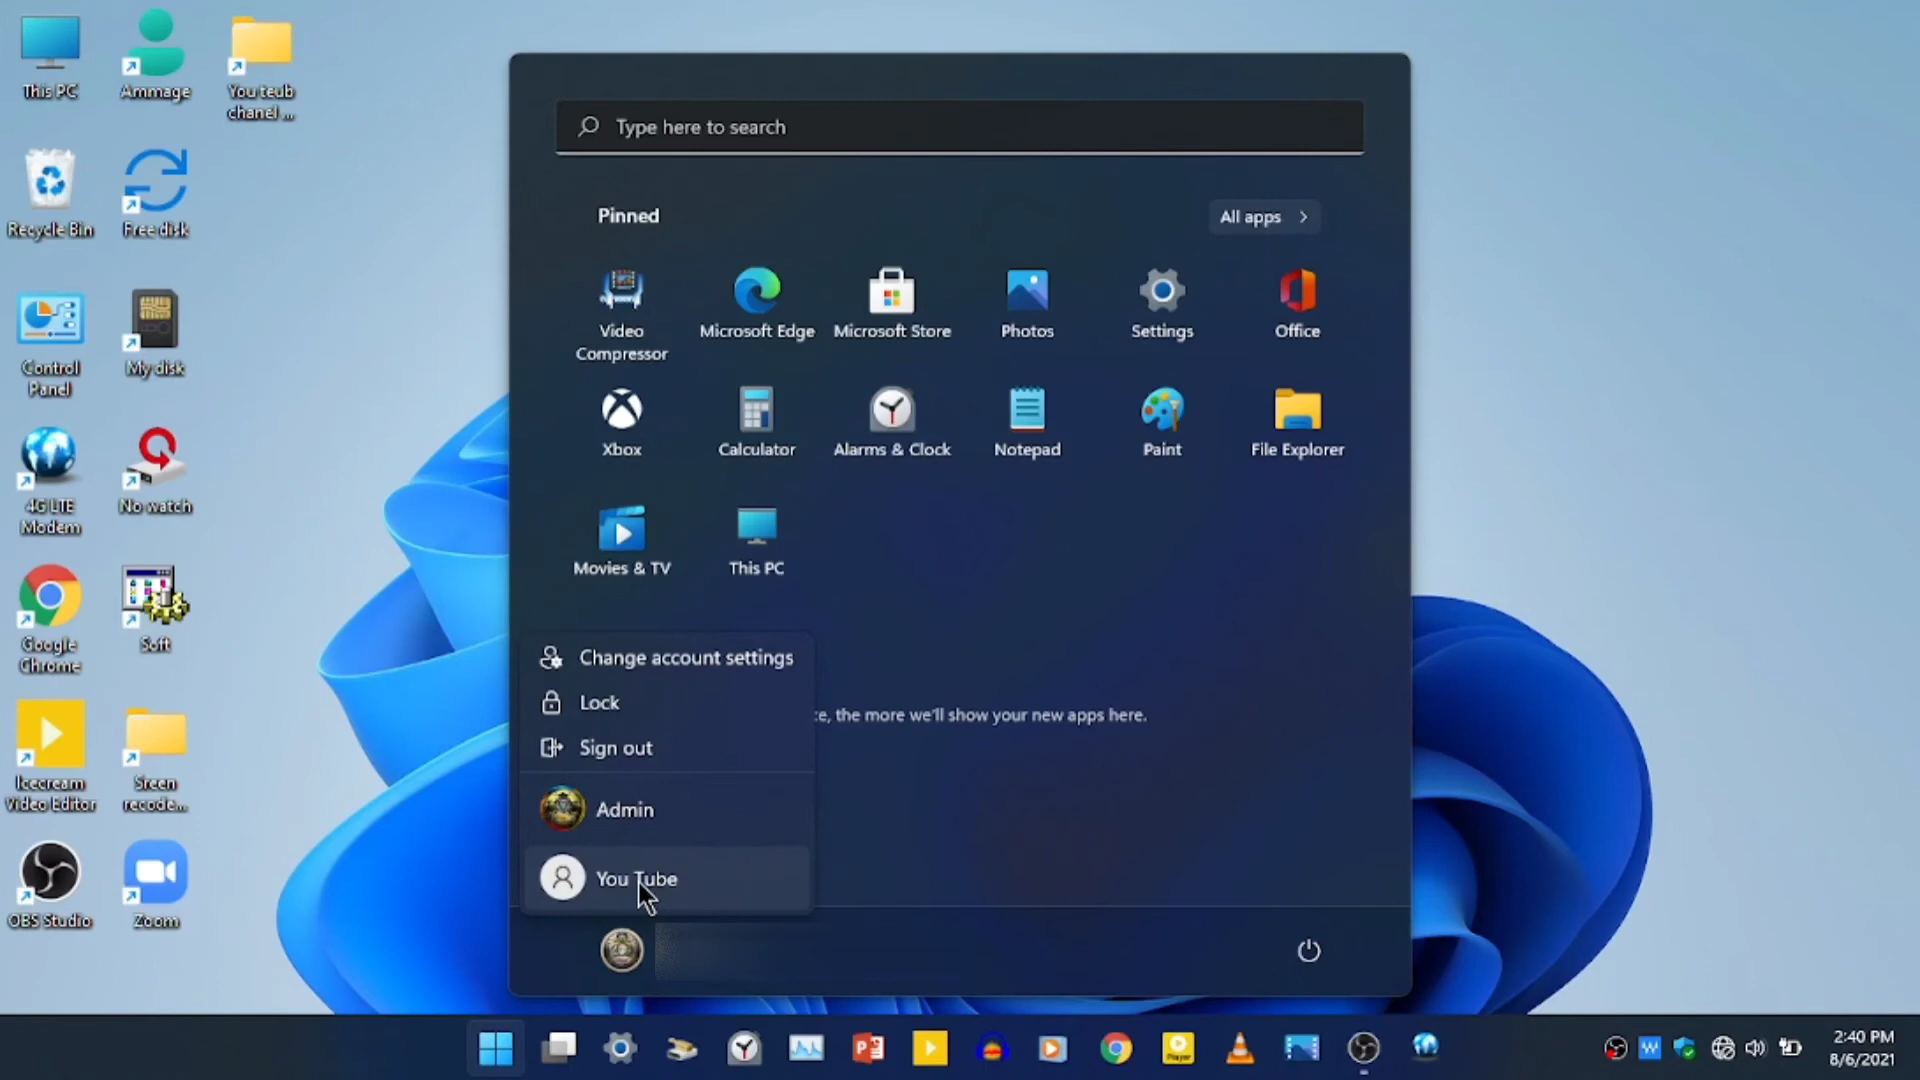 This PC
Ammage
You teub
chanel ...
Recycle Bin
Free disk
Control
Panel
My disk
4G LTE
Modem
No watch
Google
Chrome
Soft
Icecream
Video Editor
Sreen
recode...
OBS Studio
Zoom
Type here to search
Pinned
All apps
Video
Compressor
Microsoft Edge
Microsoft Store
Photos
Settings
Office
Xbox
Calculator
Alarms & Clock
Notepad
Paint
File Explorer
Movies & TV
This PC
Change account settings
Lock
Sign out
Admin
You Tube
, the more we'll show your new apps here.
Player
2:40 PM
8/6/2021